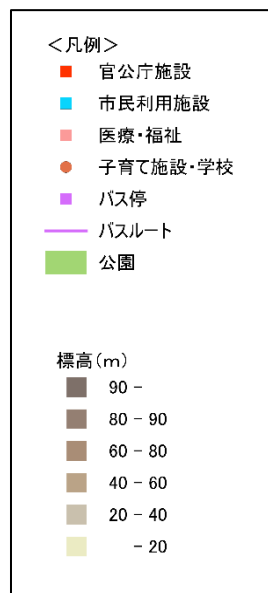 ＜凡例＞
官公庁施設
市民利用施設
医療・福祉
子育て施設・学校
バス停
バスルート
公園
標高（ｍ）
90 -
80 - 90
60 - 80
40 - 60
20 - 40
- 20